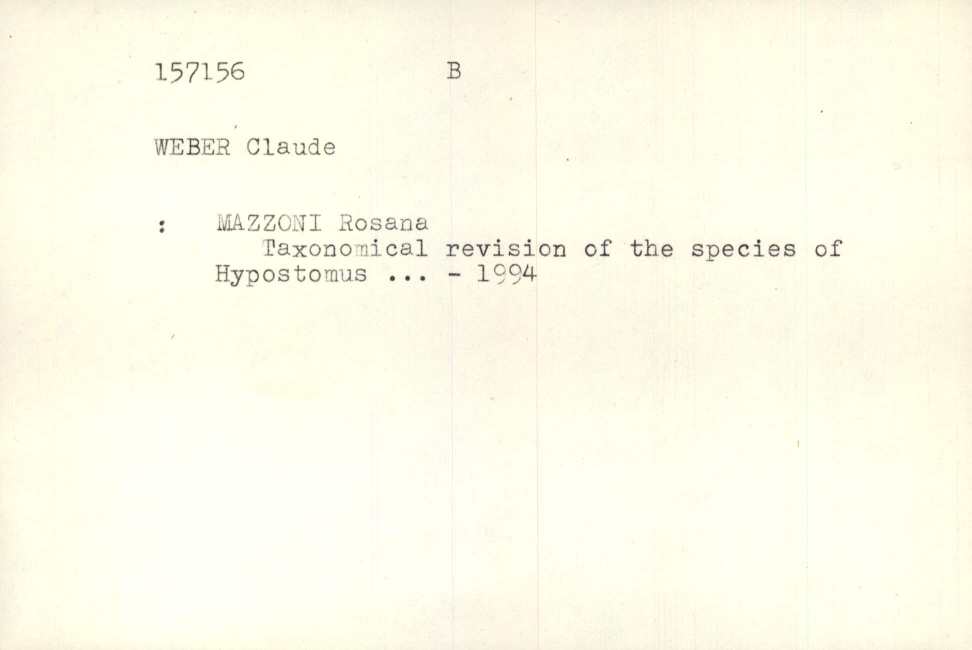 157156 B
WEBER Claude
: MAZZONI Rosana
Taxonomical revision of the species of
Hypostomus ... - 1994